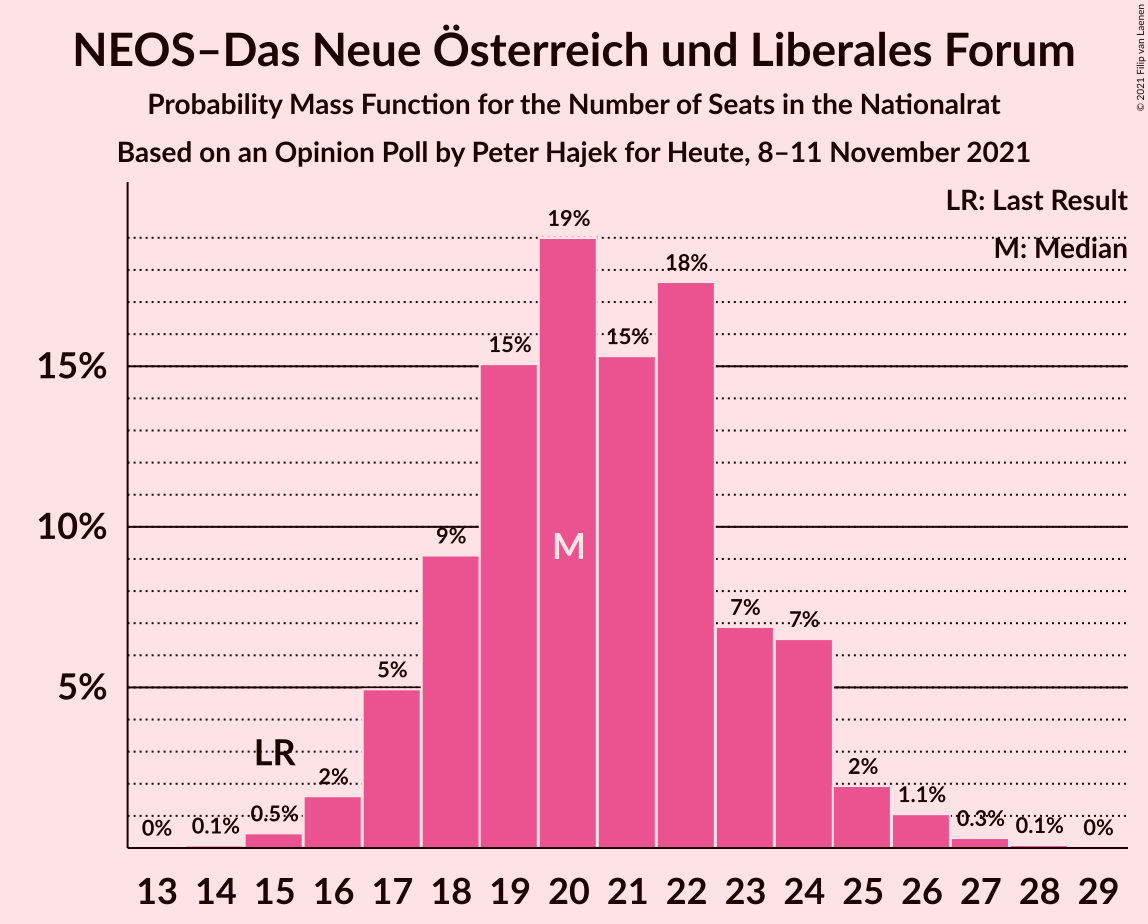 NEOS–Das Neue Österreich und Liberales Forum
Probability Mass Function for the Number of Seats in the Nationalrat
Based on an Opinion Poll by Peter Hajek for Heute, 8–11 November 2021
© 2021 Filip van Laenen
LR: Last Result
M: Median
19%
18%
15%
15%
15%
10%
9%
M
7%
7%
5%
5%
LR
2%
2%
1.1%
0%
0.1%
0.5%
0.3%
0.1%
0%
13 14 15 16 17 18 19 20 21 22 23 24 25 26 27 28 29